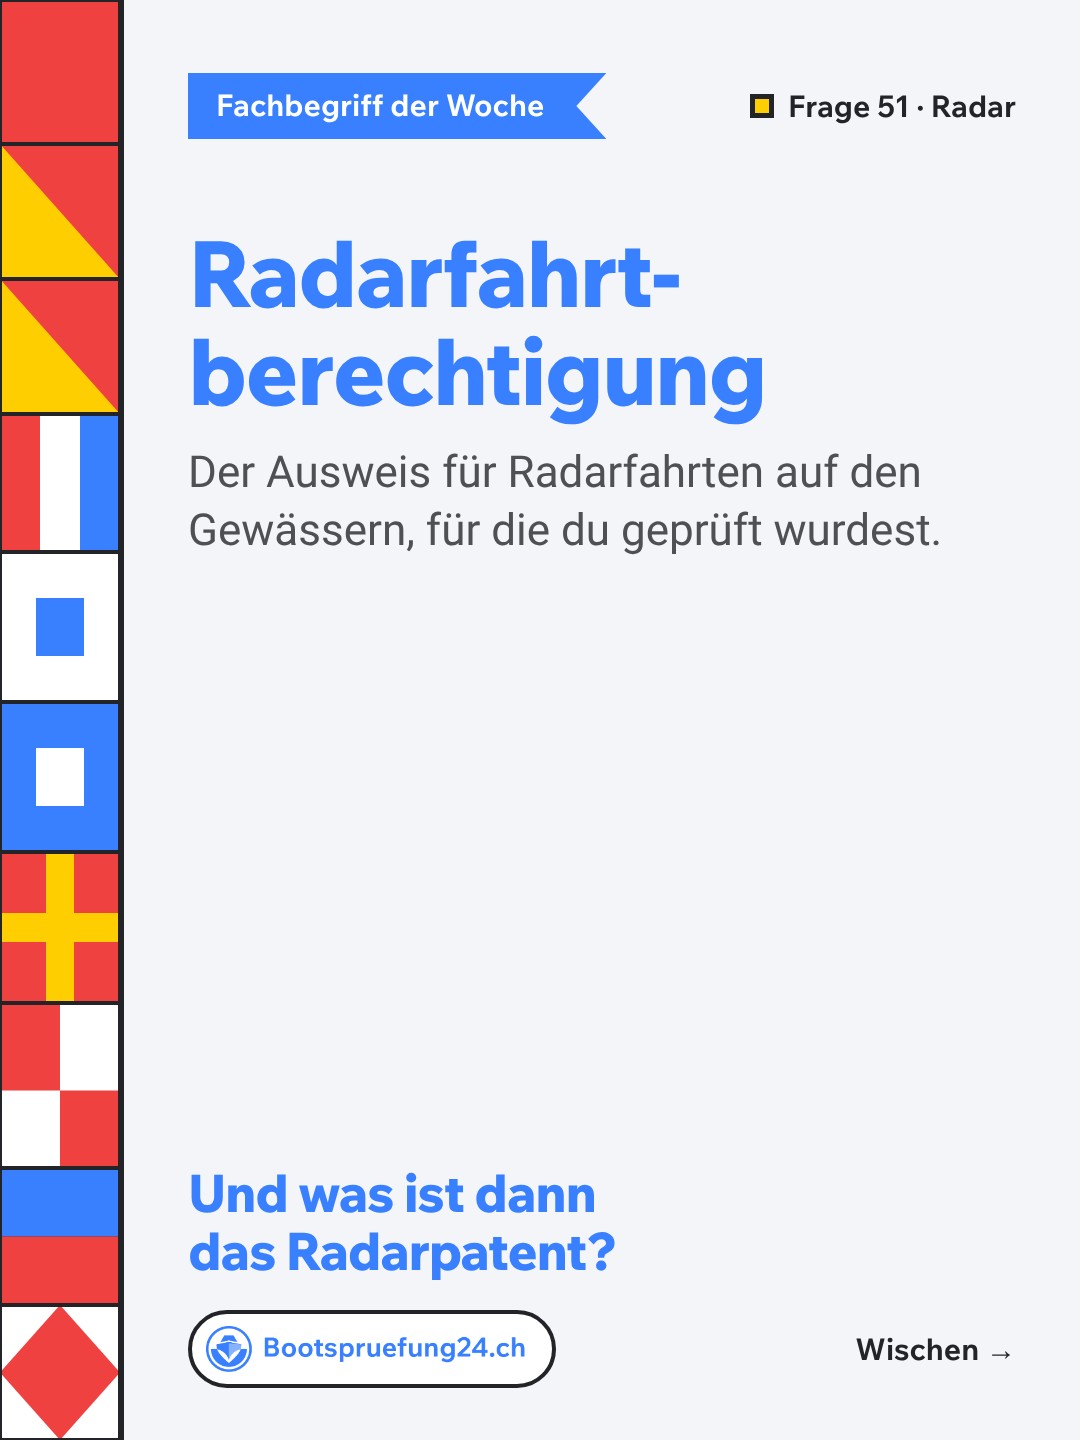 Fachbegriff der Woche
Frage 51 · Radar
Radarfahrt-
berechtigung
Der Ausweis für Radarfahrten auf den
Gewässern, für die du geprüft wurdest.
Und was ist dann
das Radarpatent?
Bootspruefung24.ch
Wischen →